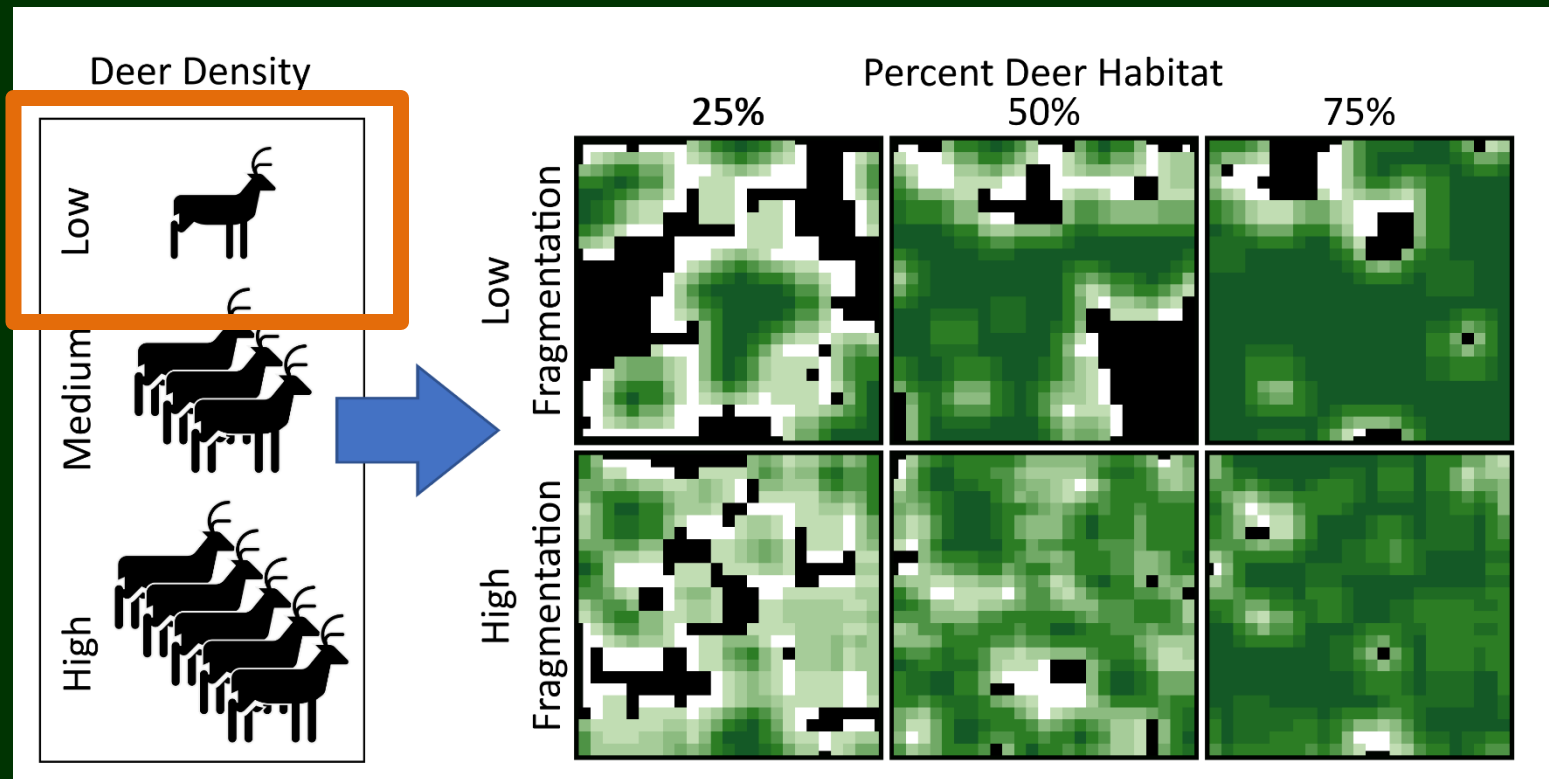 Deer Density
Low
Medium
High
Percent Deer Habitat
25%
50%
75%
Low
Fragmentation
High
Fragmentation